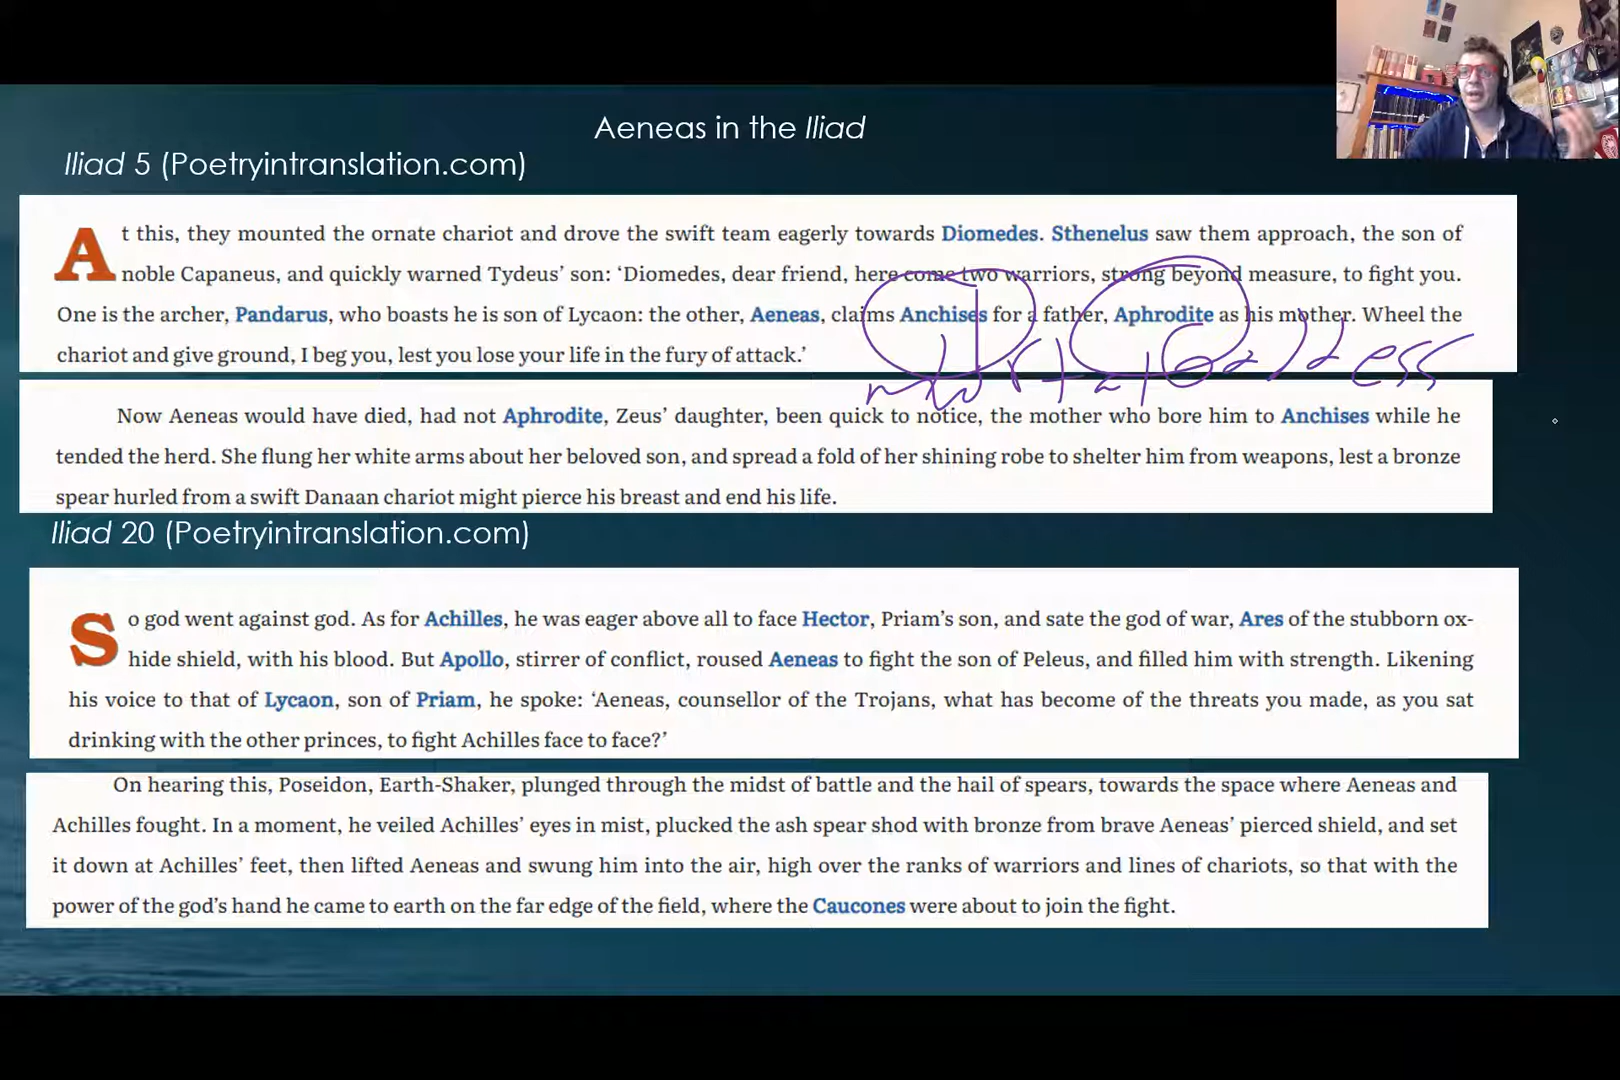 Aeneas in the Iliad
Iliad 5 (Poetryintranslation.com)
At this, they mounted the ornate chariot and drove the swift team eagerly towards Diomedes. Sthenelus saw them approach, the son of
noble Capaneus, and quickly warned Tydeus’ son: ‘Diomedes, dear friend, here come two warriors, strong beyond measure, to fight you.
One is the archer, Pandarus, who boasts he is son of Lycaon: the other, Aeneas, claims Anchises for a father, Aphrodite as his mother. Wheel the
chariot and give ground, I beg you, lest you lose your life in the fury of attack.’
mortal Goddess
Now Aeneas would have died, had not Aphrodite, Zeus’ daughter, been quick to notice, the mother who bore him to Anchises while he
tended the herd. She flung her white arms about her beloved son, and spread a fold of her shining robe to shelter him from weapons, lest a bronze
spear hurled from a swift Danaan chariot might pierce his breast and end his life.
Iliad 20 (Poetryintranslation.com)
So god went against god. As for Achilles, he was eager above all to face Hector, Priam’s son, and sate the god of war, Ares of the stubborn ox-
hide shield, with his blood. But Apollo, stirrer of conflict, roused Aeneas to fight the son of Peleus, and filled him with strength. Likening
his voice to that of Lycaon, son of Priam, he spoke: ‘Aeneas, counsellor of the Trojans, what has become of the threats you made, as you sat
drinking with the other princes, to fight Achilles face to face?’
On hearing this, Poseidon, Earth-Shaker, plunged through the midst of battle and the hail of spears, towards the space where Aeneas and
Achilles fought. In a moment, he veiled Achilles’ eyes in mist, plucked the ash spear shod with bronze from brave Aeneas’ pierced shield, and set
it down at Achilles’ feet, then lifted Aeneas and swung him into the air, high over the ranks of warriors and lines of chariots, so that with the
power of the god’s hand he came to earth on the far edge of the field, where the Caucones were about to join the fight.